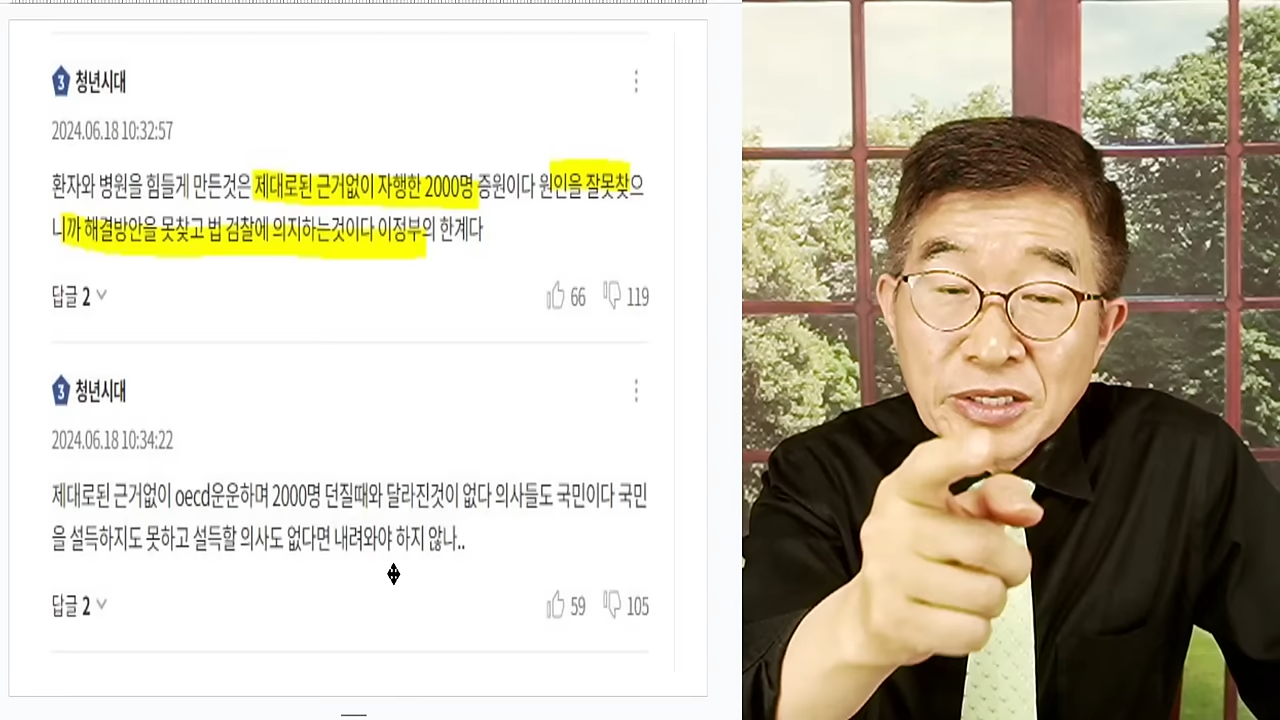 3 청년시대
2024.06.18 10:32:57
환자와 병원을 힘들게 만든것은 제대로된 근거없이 자행한 2000명 증원이다 원인을 잘못찾으
니까 해결방안을 못찾고 법 검찰에 의지하는것이다 이정부의 한계다
답글 2
66 119
3 청년시대
2024.06.18 10:34:22
제대로된 근거없이 oecd운운하며 2000명 던질때와 달라진것이 없다 의사들도 국민이다 국민
을 설득하지도 못하고 설득할 의사도 없다면 내려와야 하지 않나..
답글 2
59 105